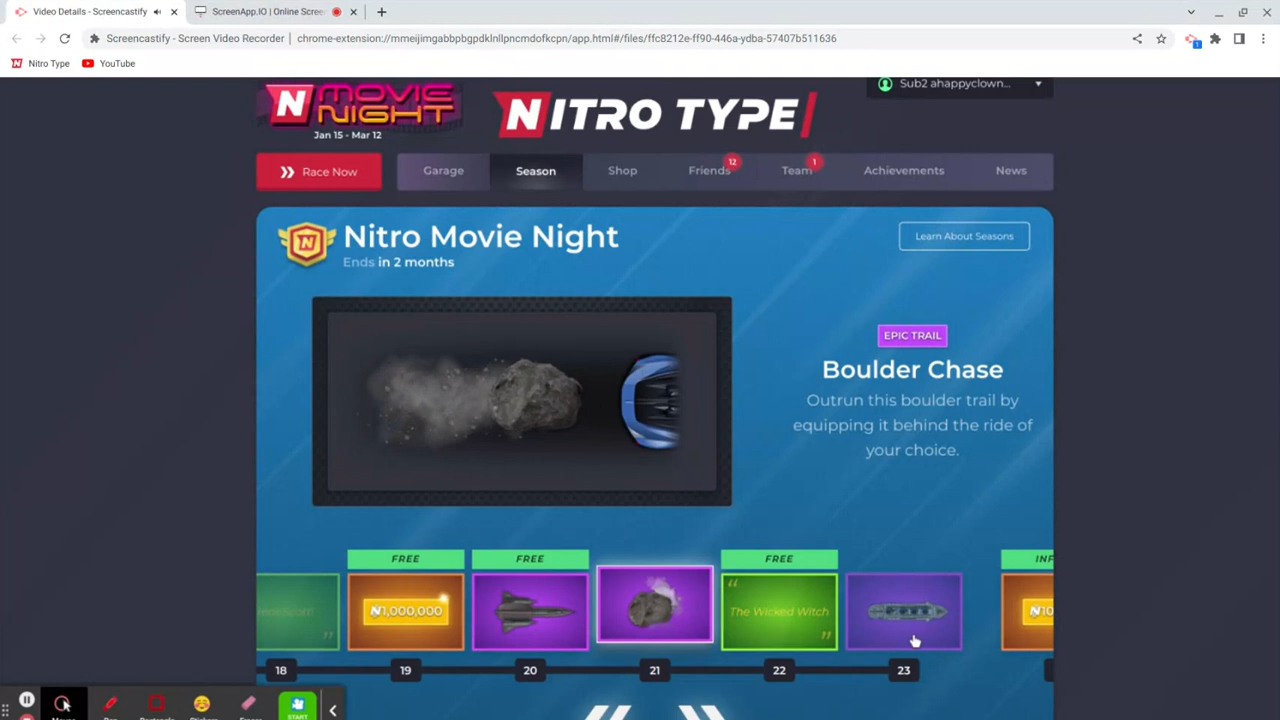 Video Details - Screencastify
ScreenApp.IO | Online Scree
Screencastify - Screen Video Recorder | chrome-extension://mmeijimgabbpbgpdklnllpncmdofkcpn/app.html#/files/ffc8212e-ff90-446a-ydba-57407b511636
1
Nitro Type
YouTube
N MOVIE NIGHT
Jan 15 - Mar 12
NITRO TYPE
Sub2 ahappyclown...
Race Now
Garage
Season
Shop
Friends
12
Team
1
Achievements
News
N
Nitro Movie Night
Ends in 2 months
Learn About Seasons
EPIC TRAIL
Boulder Chase
Outrun this boulder trail by
equipping it behind the ride of
your choice.
FREE
FREE
FREE
N1,000,000
"The Wicked Witch"
N10
18
19
20
21
22
23
START